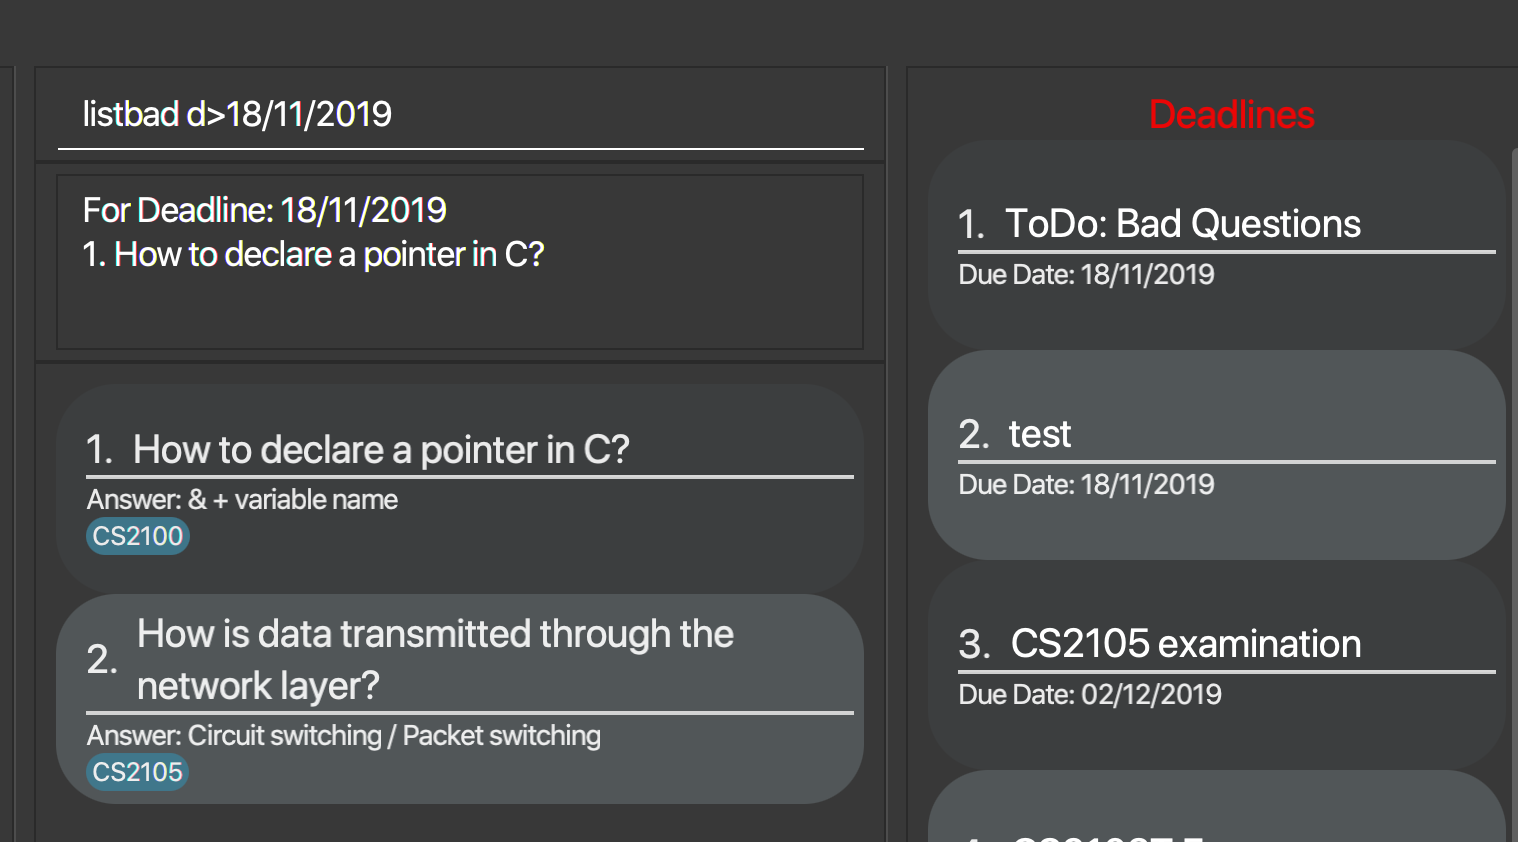 listbad d>18/11/2019
For Deadline: 18/11/2019
1. How to declare a pointer in C?
1. How to declare a pointer in C?
Answer: & + variable name
CS2100
2. How is data transmitted through the
network layer?
Answer: Circuit switching / Packet switching
CS2105
Deadlines
1. ToDo: Bad Questions
Due Date: 18/11/2019
2. test
Due Date: 18/11/2019
3. CS2105 examination
Due Date: 02/12/2019